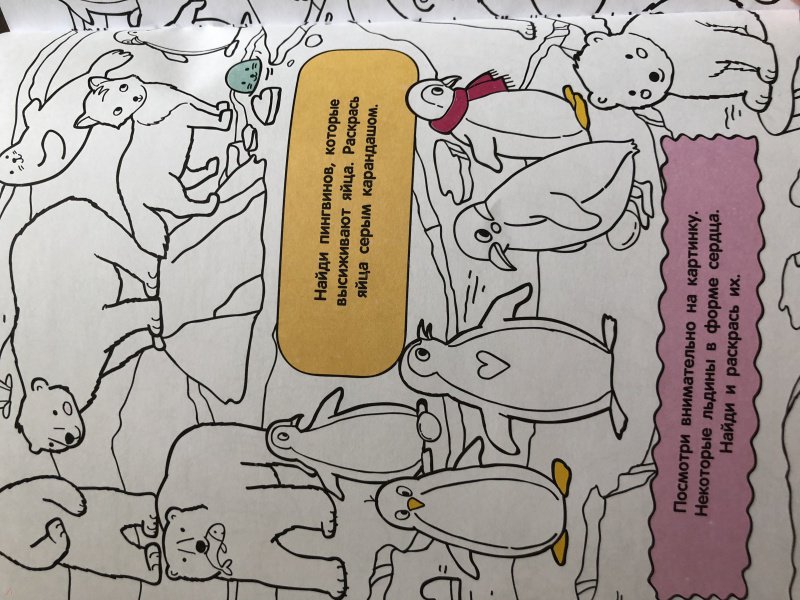 Найди пингвинов, которые
высиживают яйца. Раскрась
яйца серым карандашом.
Посмотри внимательно на картинку.
Некоторые льдины в форме сердца.
Найди и раскрась их.